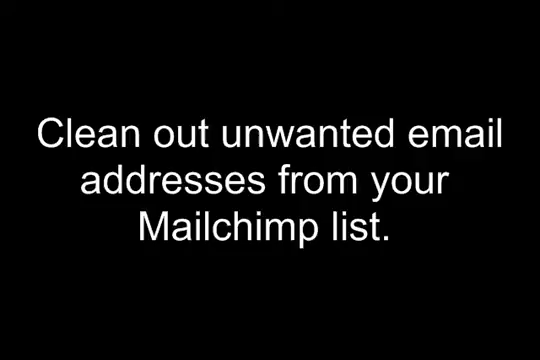 Clean out unwanted email
addresses from your
Mailchimp list.